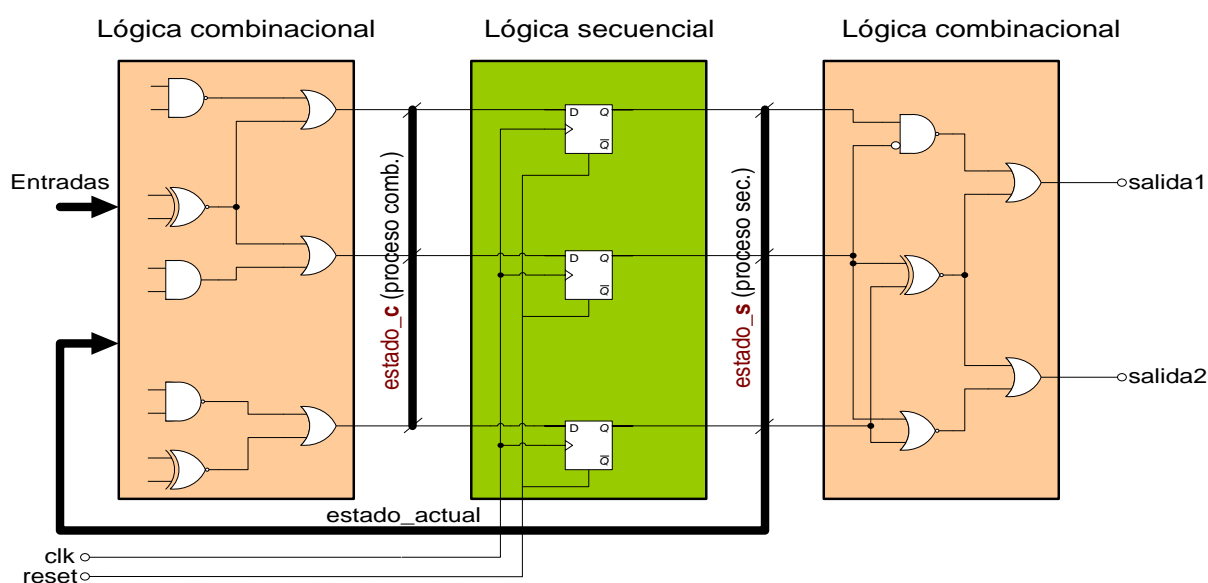 Lógica combinacional
Lógica secuencial
Lógica combinacional
Entradas
estado_c (proceso comb.)
D Q
Q
D Q
Q
D Q
Q
estado_s (proceso sec.)
salida1
salida2
estado_actual
clk
reset